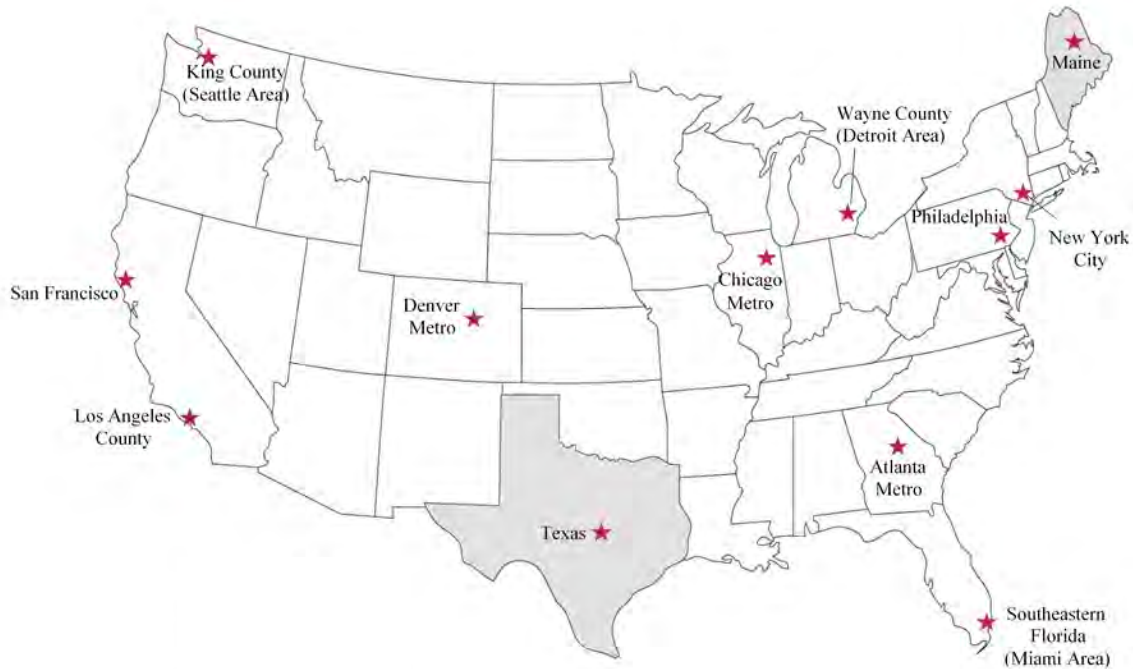 Maine
King County
(Seattle Area)
Wayne County
(Detroit Area)
Philadelphia
New York
City
San Francisco
Chicago
Metro
Denver
Metro
Los Angeles
County
Atlanta
Metro
Texas
Southeastern
Florida
(Miami Area)